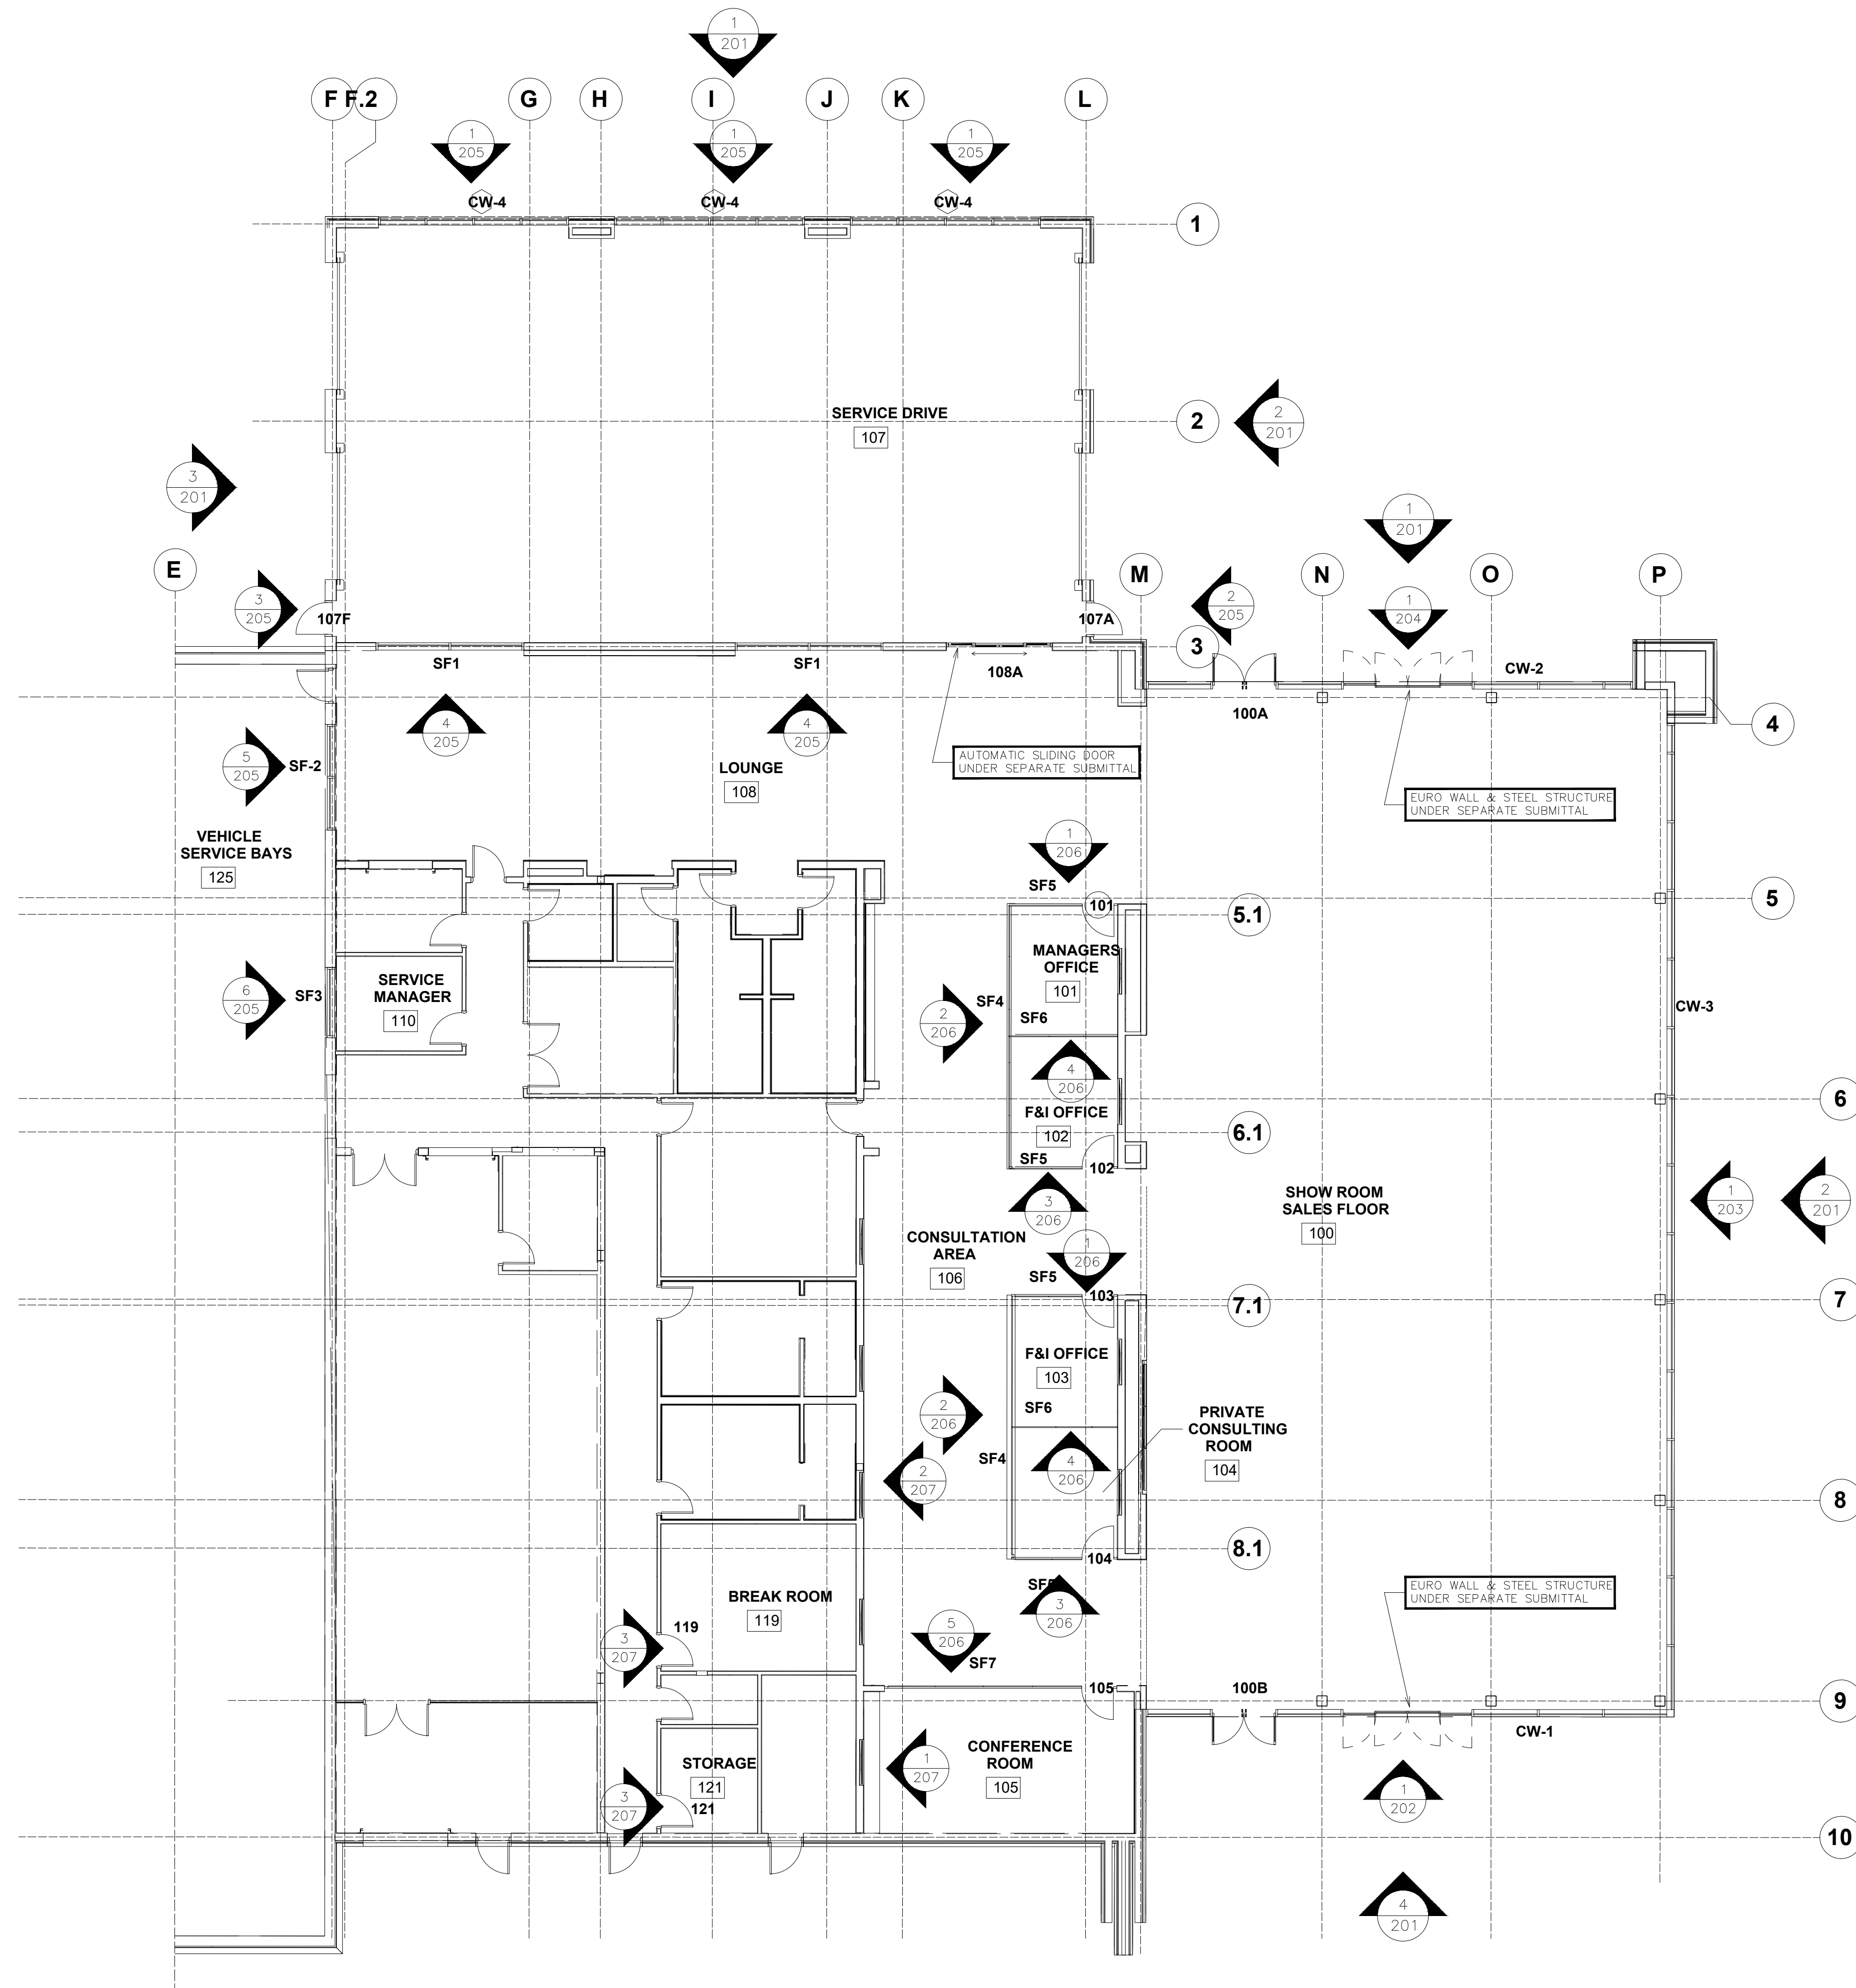 1
201
F
F.2
G
H
I
J
K
L
1
205
1
205
1
205
CW-4
CW-4
CW-4
1
SERVICE DRIVE
107
2
2
201
3
201
1
201
E
M
N
O
P
3
205
107F
107A
2
205
1
204
3
SF1
SF1
108A
CW-2
100A
4
4
205
4
205
5
205
SF-2
LOUNGE
108
AUTOMATIC SLIDING DOOR
UNDER SEPARATE SUBMITTAL
EURO WALL & STEEL STRUCTURE
UNDER SEPARATE SUBMITTAL
VEHICLE
SERVICE BAYS
125
1
206
SF5
101
5
5.1
MANAGERS
OFFICE
101
SERVICE
MANAGER
110
6
205
SF3
SF4
2
206
SF6
CW-3
4
206
F&I OFFICE
102
SF5
102
6
6.1
3
206
SHOW ROOM
SALES FLOOR
100
1
203
2
201
CONSULTATION
AREA
106
1
206
SF5
103
7
7.1
F&I OFFICE
103
SF6
2
206
PRIVATE
CONSULTING
ROOM
104
SF4
4
206
2
207
8
8.1
104
BREAK ROOM
119
119
3
207
3
206
EURO WALL & STEEL STRUCTURE
UNDER SEPARATE SUBMITTAL
5
206
SF7
105
100B
9
CW-1
CONFERENCE
ROOM
105
1
207
STORAGE
121
121
3
207
1
202
10
4
201